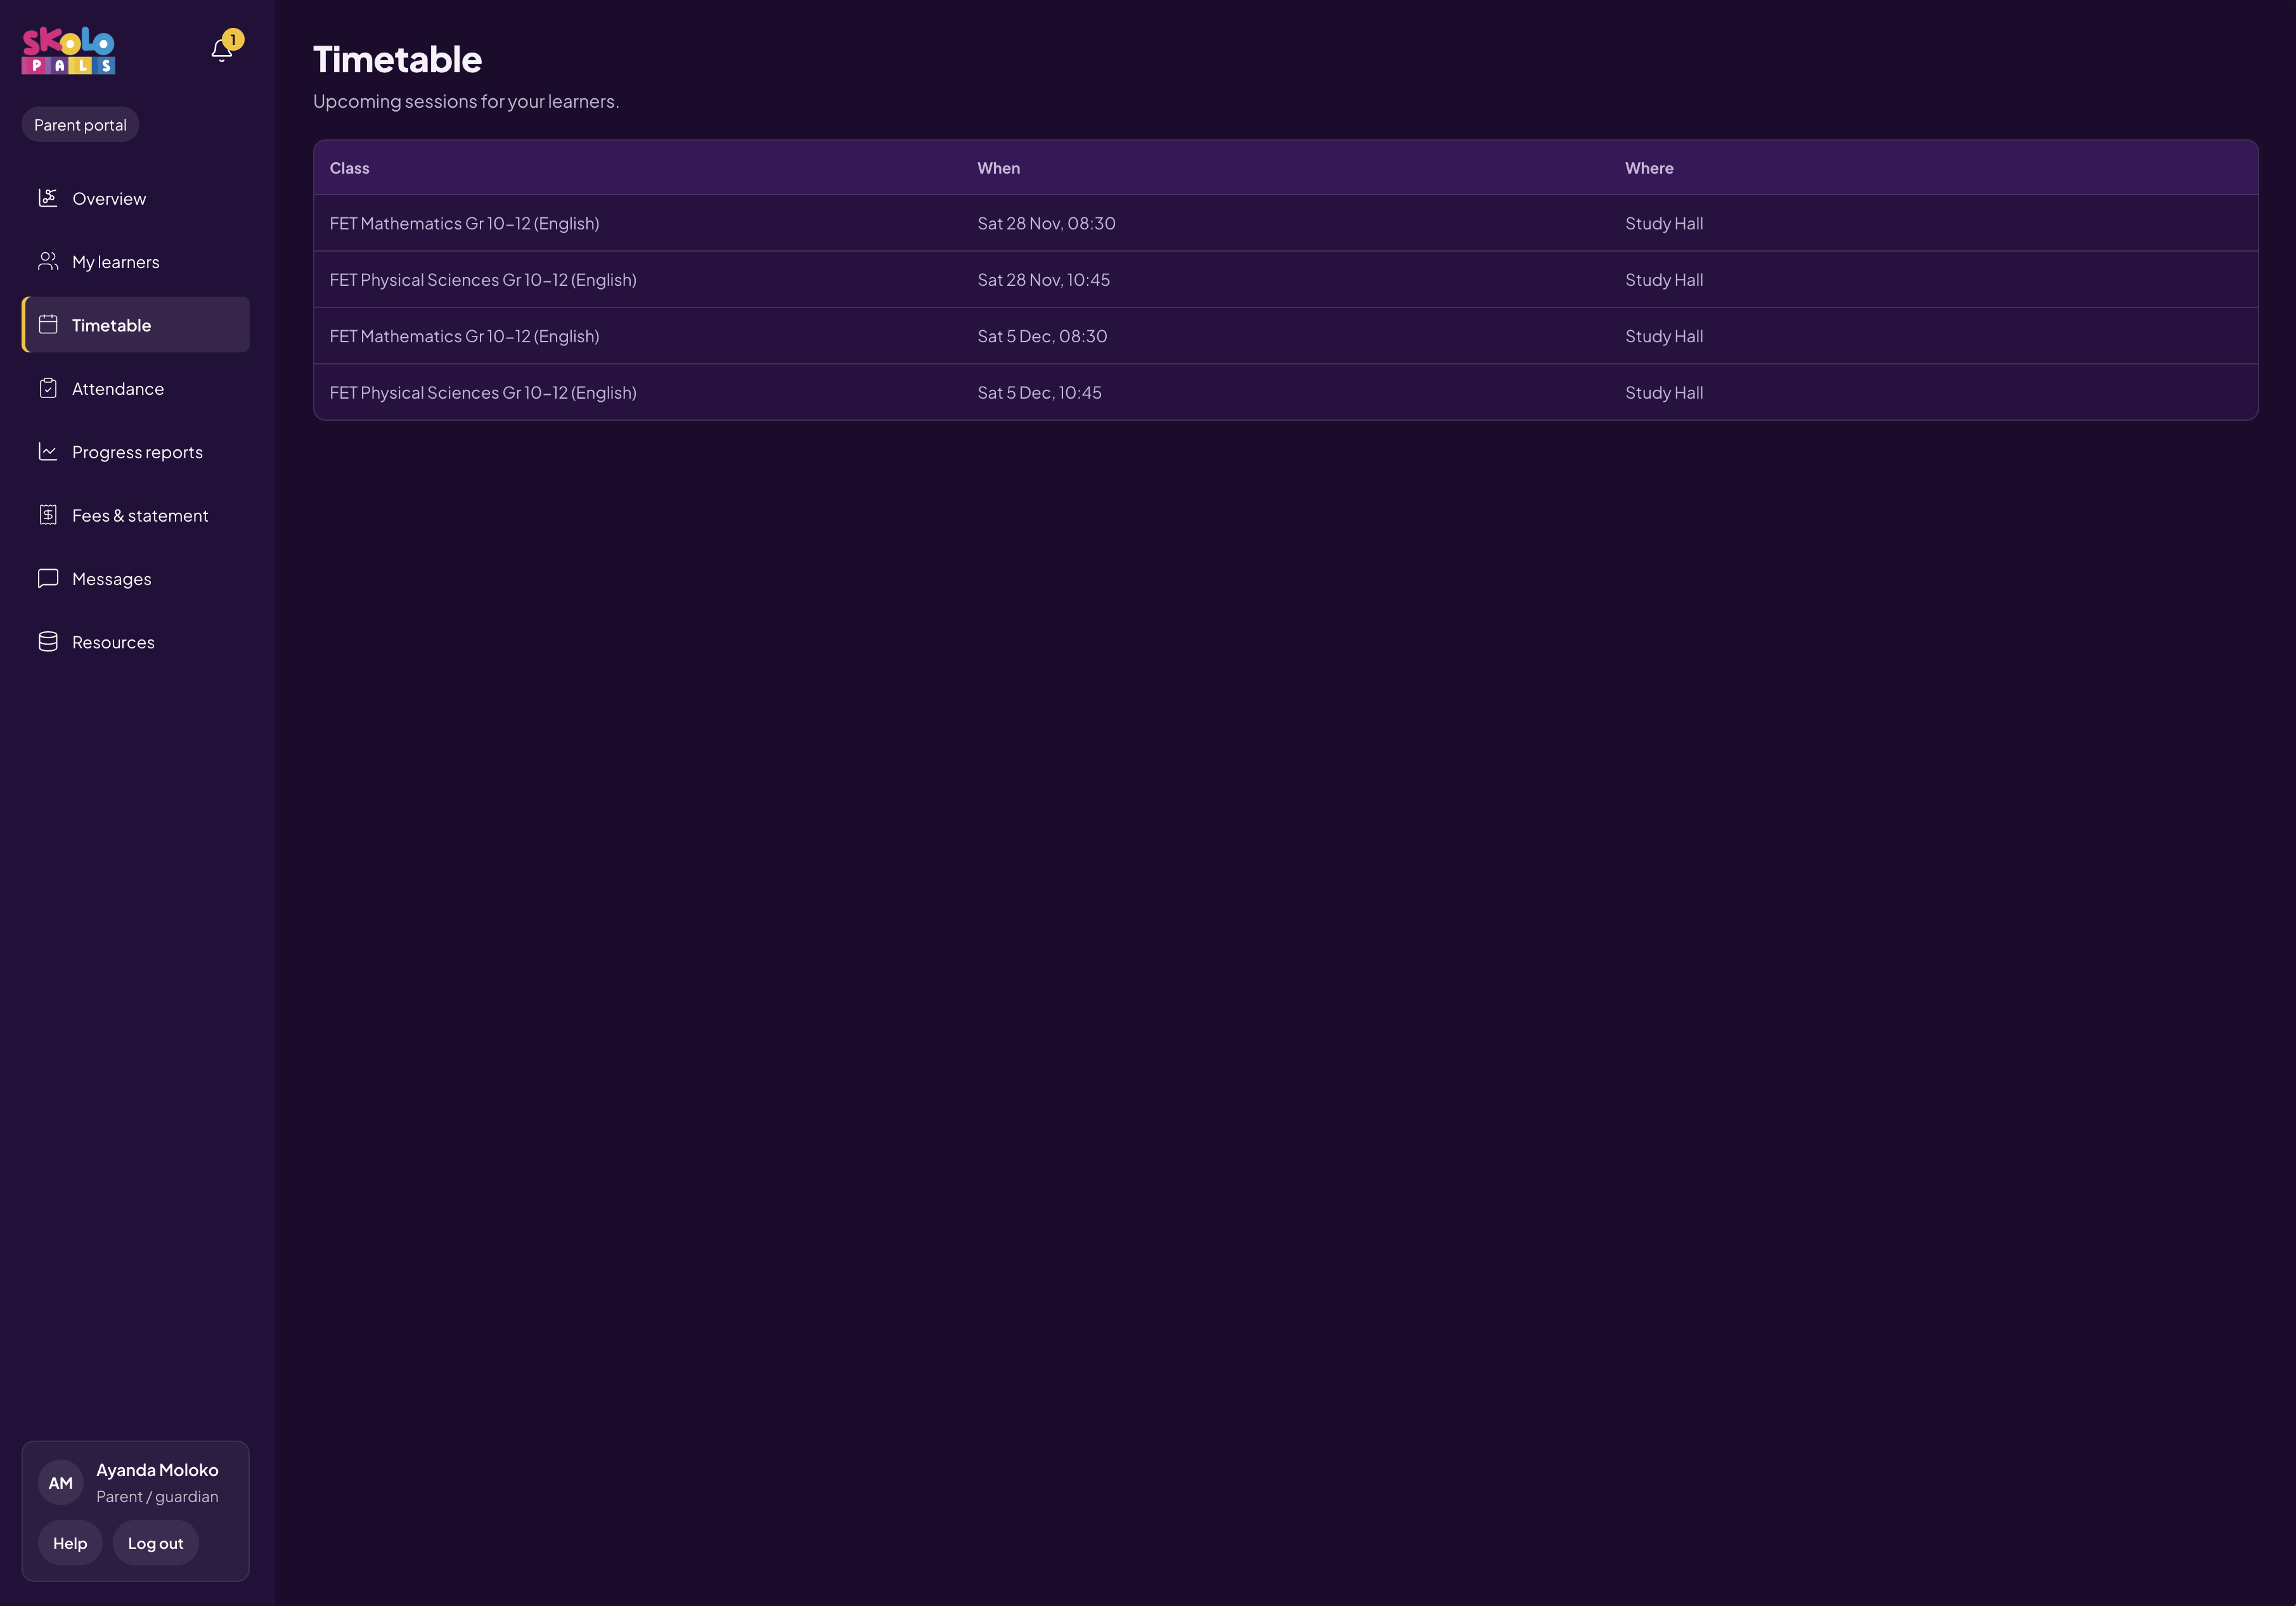 SKOLO
PALS
1
Parent portal
Overview
My learners
Timetable
Attendance
Progress reports
Fees & statement
Messages
Resources
AM
Ayanda Moloko
Parent / guardian
Help
Log out
Timetable
Upcoming sessions for your learners.
Class When Where
FET Mathematics Gr 10–12 (English) Sat 28 Nov, 08:30 Study Hall
FET Physical Sciences Gr 10–12 (English) Sat 28 Nov, 10:45 Study Hall
FET Mathematics Gr 10–12 (English) Sat 5 Dec, 08:30 Study Hall
FET Physical Sciences Gr 10–12 (English) Sat 5 Dec, 10:45 Study Hall